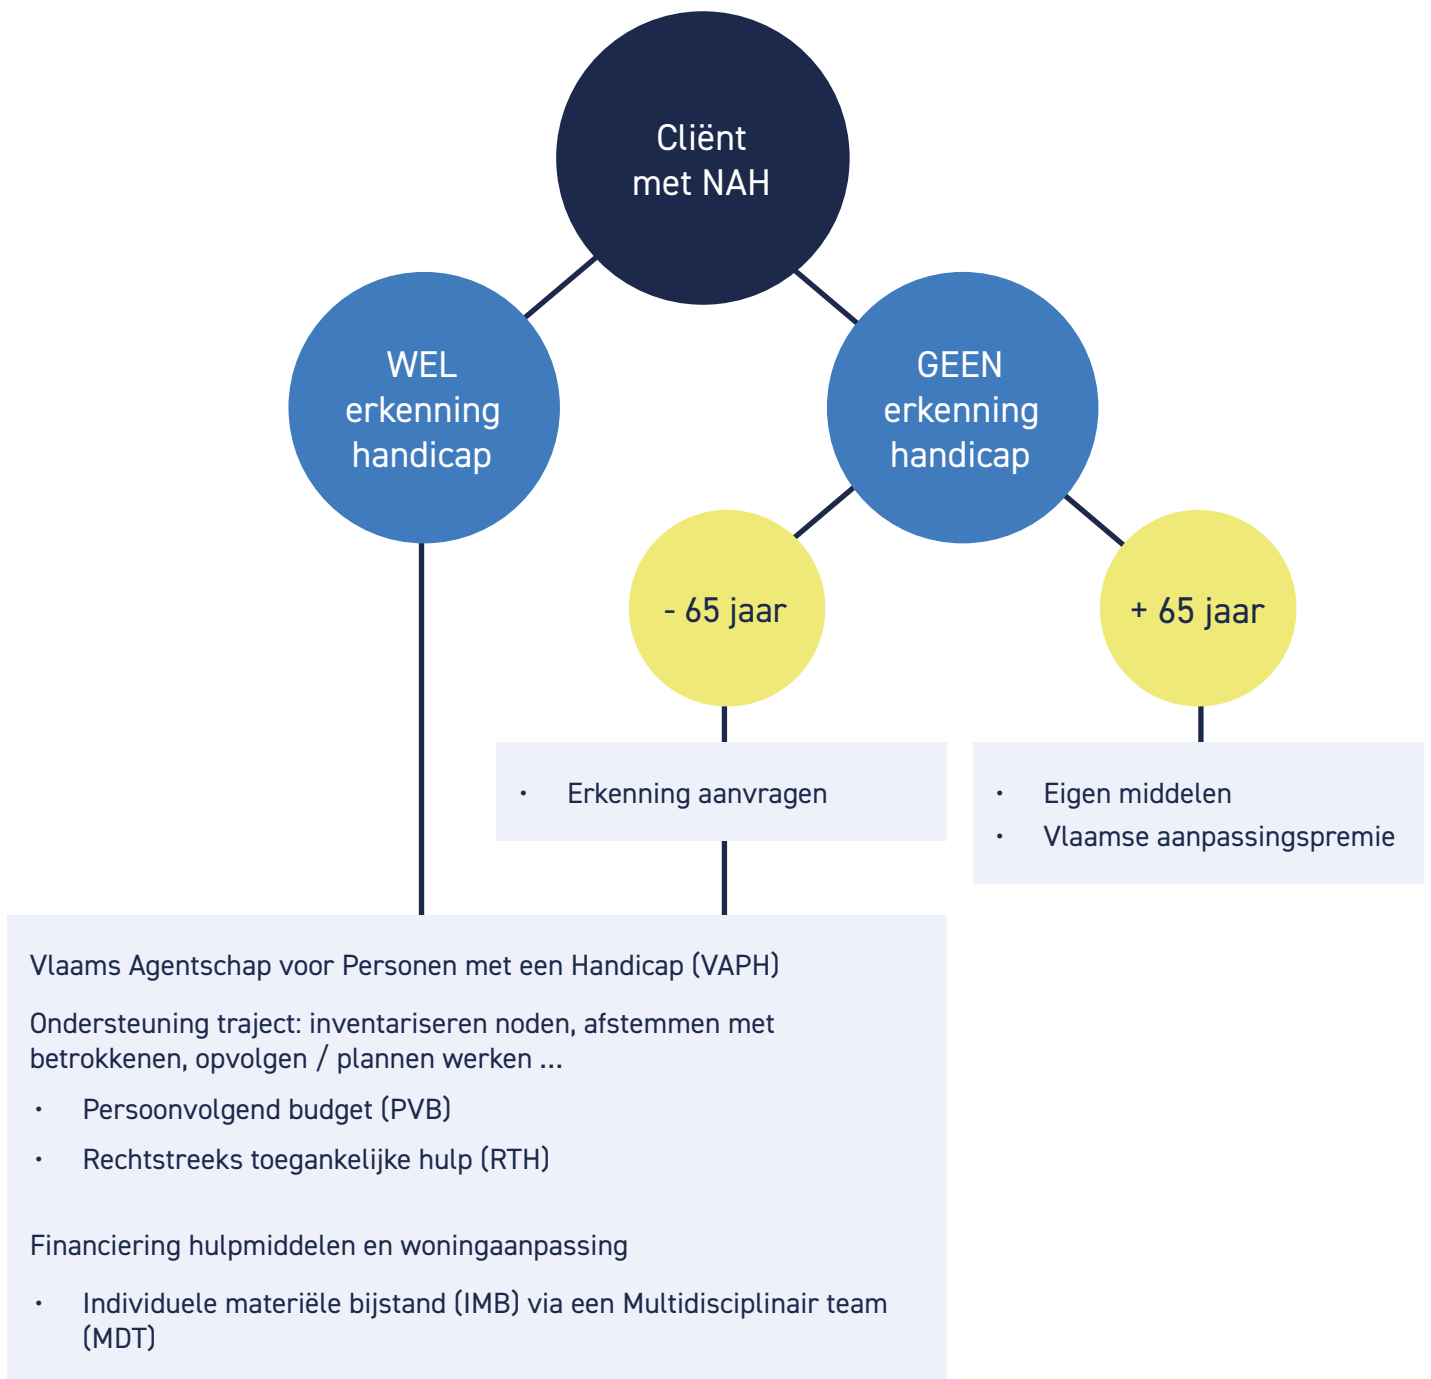 Cliënt
met NAH
WEL
erkenning
handicap
GEEN
erkenning
handicap
- 65 jaar
+ 65 jaar
• Erkenning aanvragen
• Eigen middelen
• Vlaamse aanpassingspremie
Vlaams Agentschap voor Personen met een Handicap (VAPH)
Ondersteuning traject: inventariseren noden, afstemmen met
betrokkenen, opvolgen / plannen werken ...
• Persoonvolgend budget (PVB)
• Rechtstreeks toegankelijke hulp (RTH)
Financiering hulpmiddelen en woningaanpassing
• Individuele materiële bijstand (IMB) via een Multidisciplinair team
(MDT)